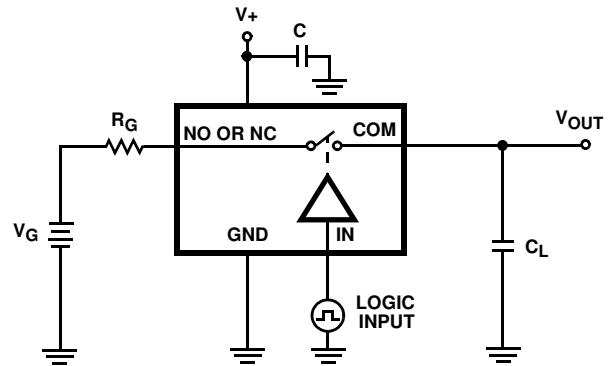 V+
C
RG
NO OR NC
COM
VOUT
VG
GND
IN
CL
LOGIC
INPUT